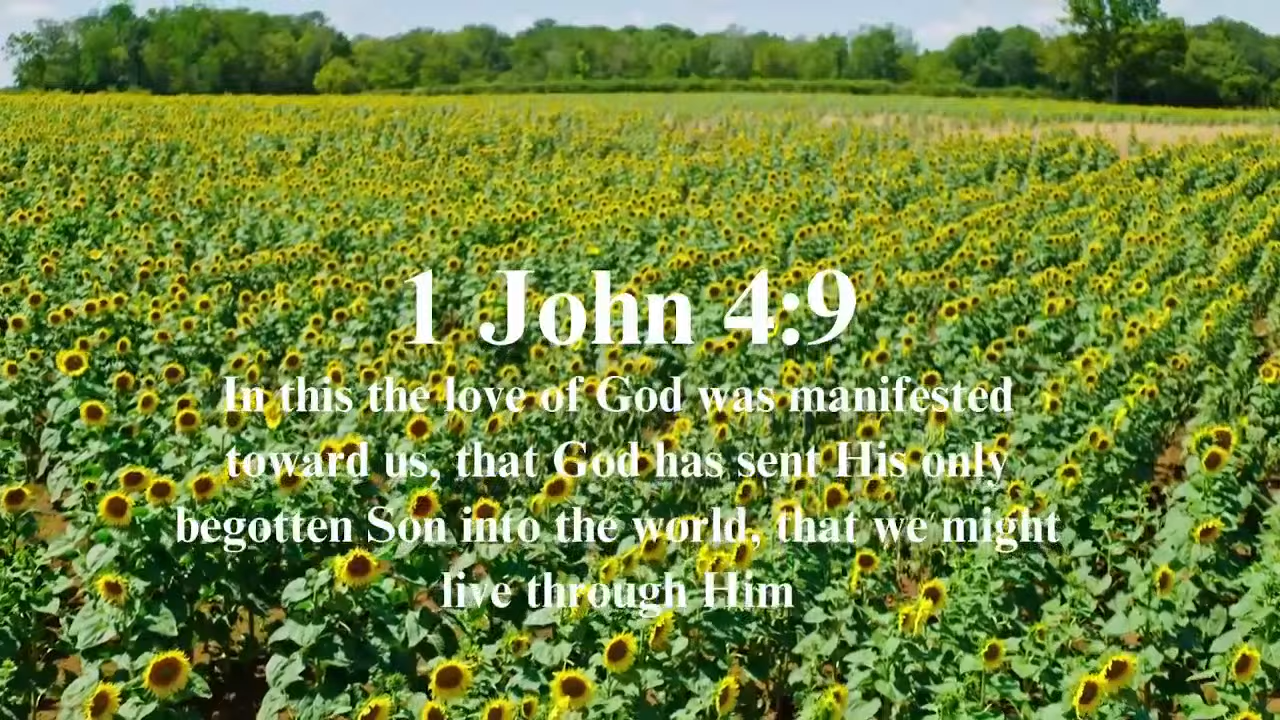 1 John 4:9
In this the love of God was manifested
toward us, that God has sent His only
begotten Son into the world, that we might
live through Him